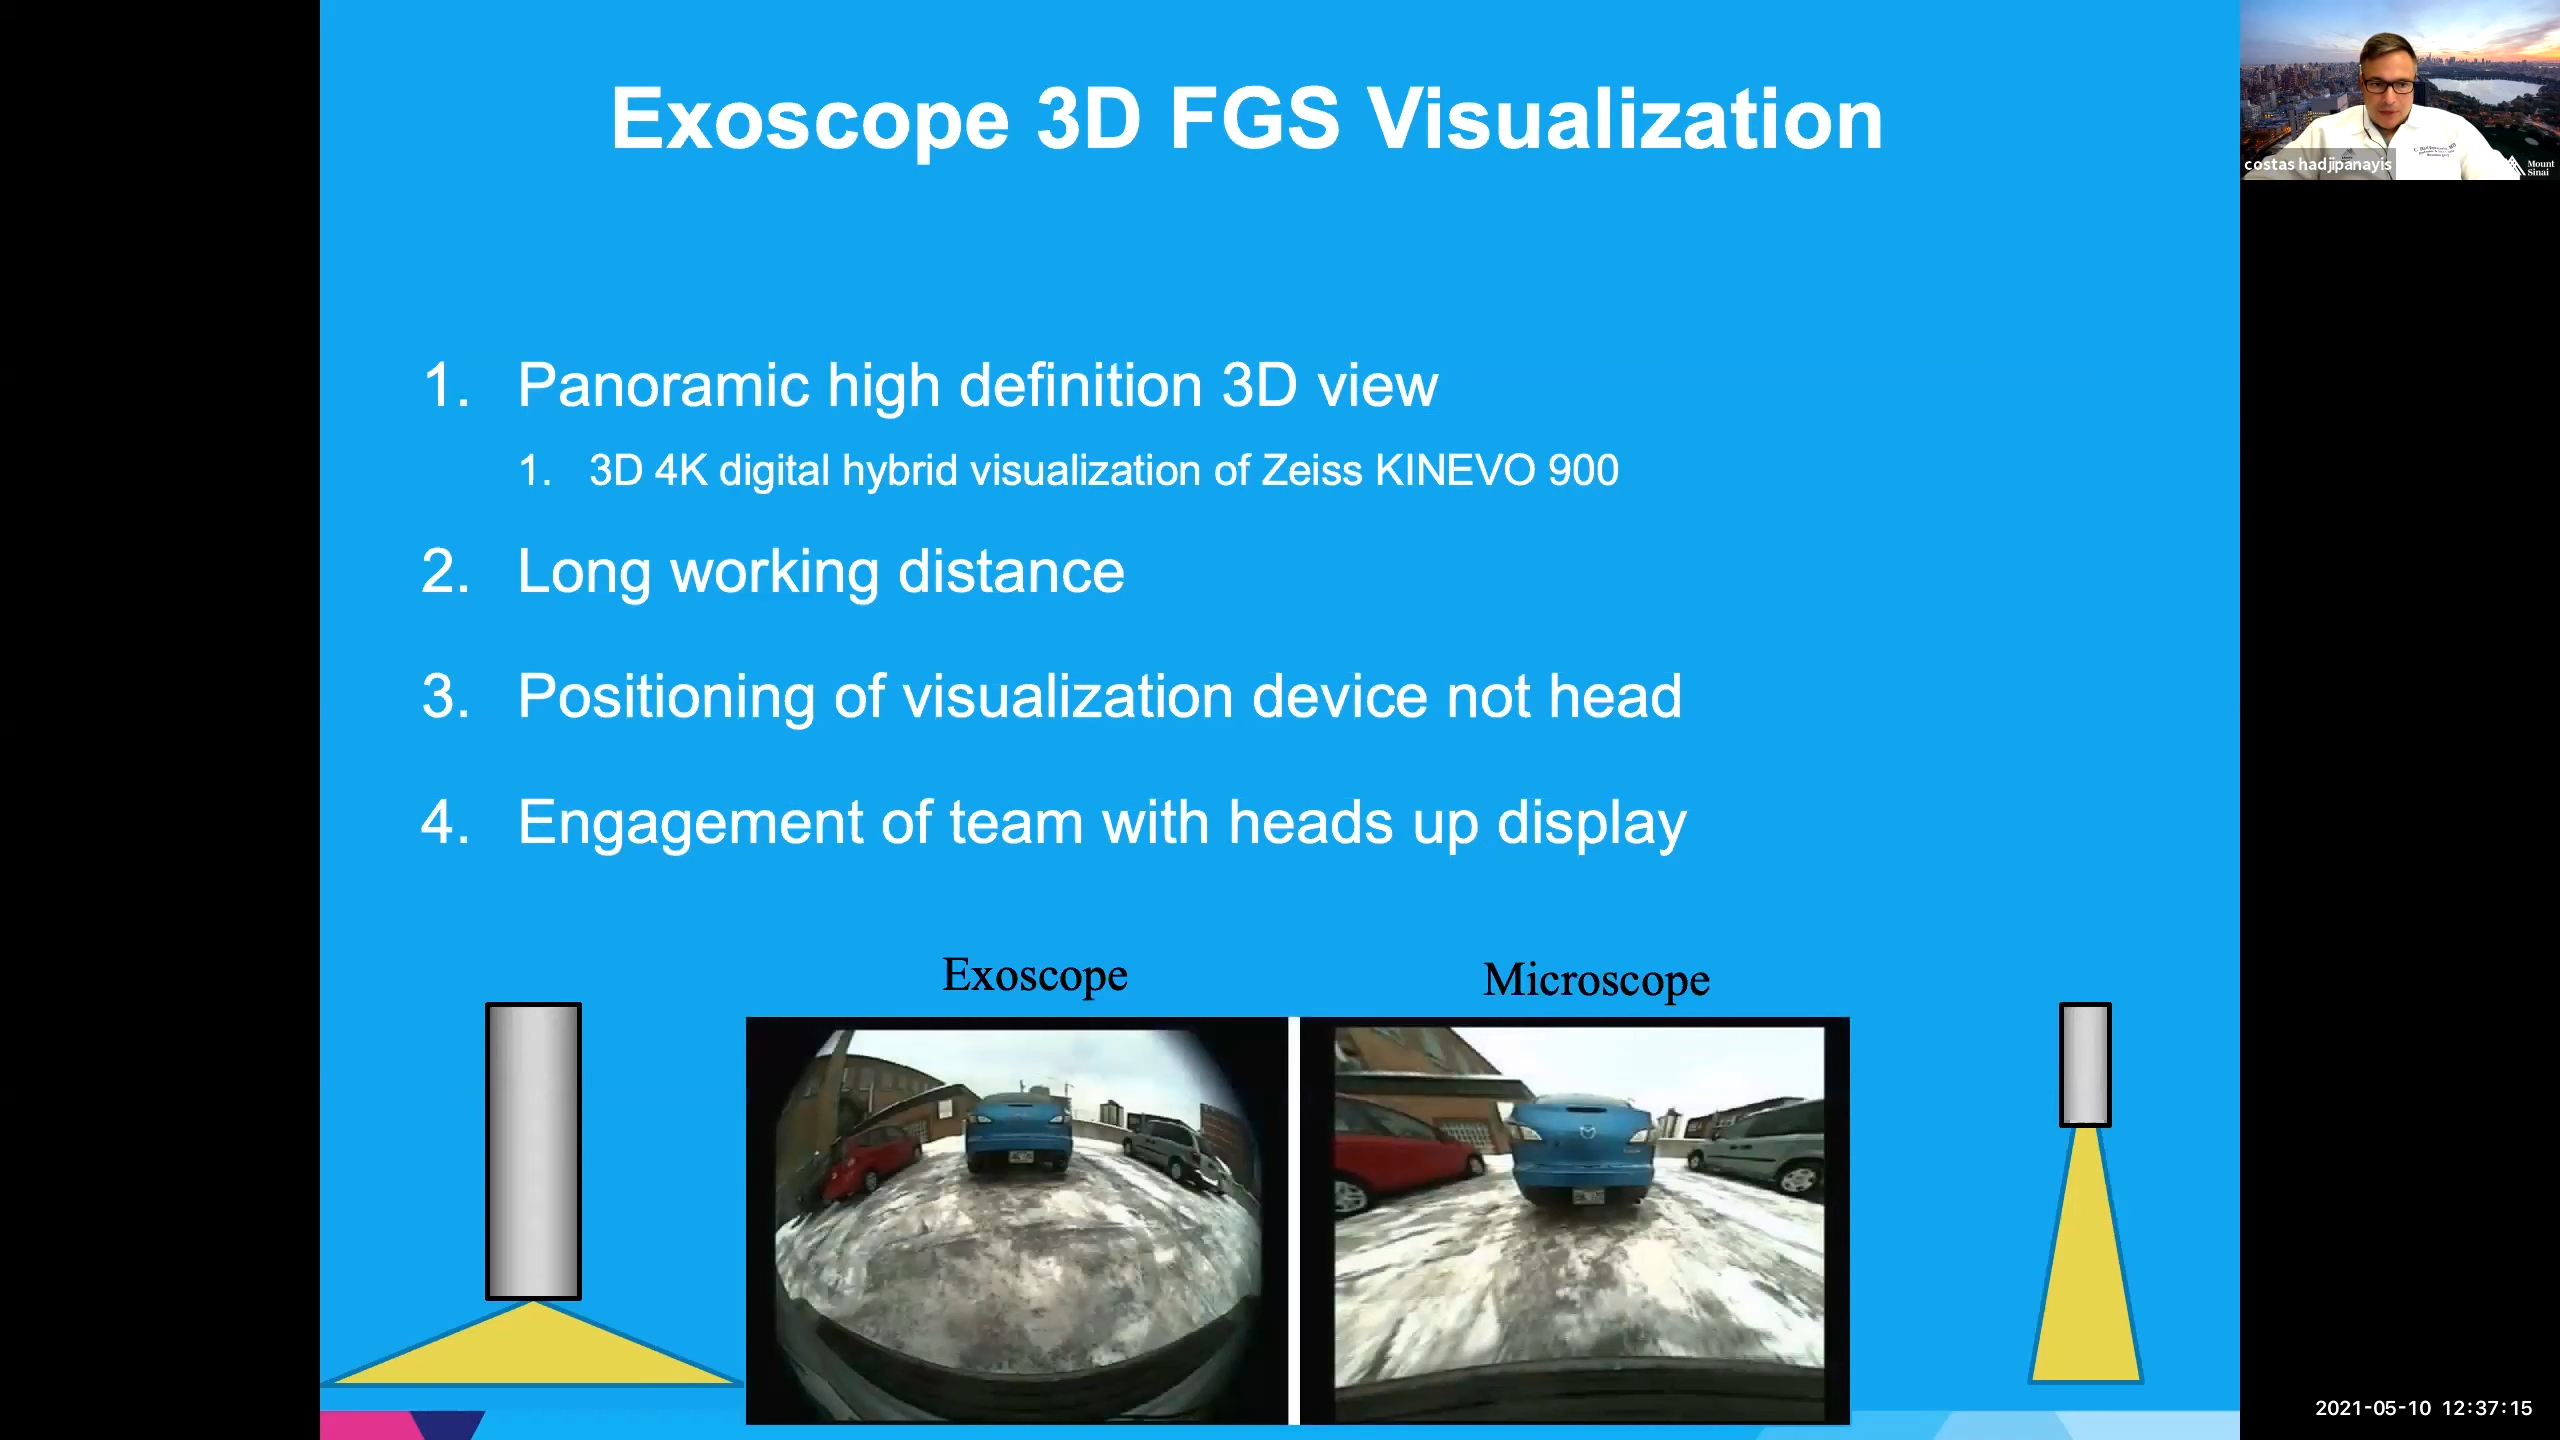 Exoscope 3D FGS Visualization
costas hadjipanayis
Mount
Sinai
1. Panoramic high definition 3D view
1. 3D 4K digital hybrid visualization of Zeiss KINEVO 900
2. Long working distance
3. Positioning of visualization device not head
4. Engagement of team with heads up display
Exoscope
Microscope
2021-05-10 12:37:15